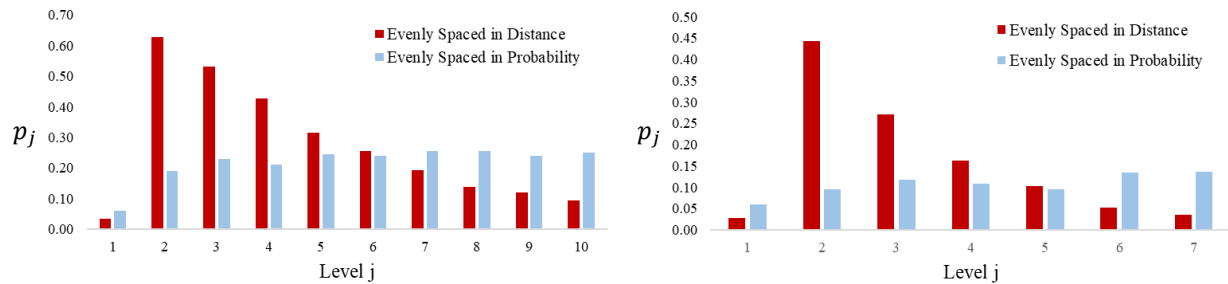 0.70
0.60
0.50
0.40
0.30
0.20
0.10
0.00
p_j
Evenly Spaced in Distance
Evenly Spaced in Probability
1 2 3 4 5 6 7 8 9 10
Level j
0.50
0.45
0.40
0.35
0.30
0.25
0.20
0.15
0.10
0.05
0.00
p_j
Evenly Spaced in Distance
Evenly Spaced in Probability
1 2 3 4 5 6 7
Level j